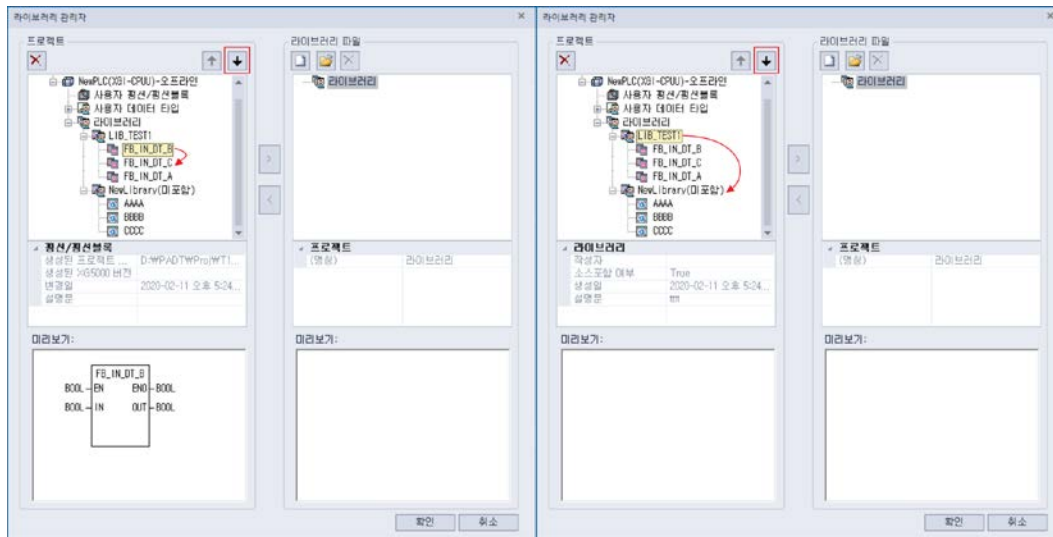 라이브러리 관리자
프로젝트
NewPLC(XGI-CPUU)-오프라인
사용자 펑션/펑션블록
사용자 데이터 타입
라이브러리
LIB_TEST1
FB_IN_DT_B
FB_IN_DT_C
FB_IN_DT_A
NewLibrary(미포함)
AAAA
BBBB
CCCC
펑션/펑션블록
생성된 프로젝트 ...
생성된 XG5000 버전
변경일 2020-02-11 오후 5:24...
설명문
미리보기:
FB_IN_DT_B
BOOL EN ENO BOOL
BOOL IN OUT BOOL
라이브러리 파일
라이브러리
프로젝트
(명칭) 라이브러리
미리보기:
확인 취소
라이브러리 관리자
프로젝트
NewPLC(XGI-CPUU)-오프라인
사용자 펑션/펑션블록
사용자 데이터 타입
라이브러리
LIB_TEST1
FB_IN_DT_B
FB_IN_DT_C
FB_IN_DT_A
NewLibrary(미포함)
AAAA
BBBB
CCCC
라이브러리
작성자
소스포함 여부 True
생성일 2020-02-11 오후 5:24...
설명문
미리보기:
라이브러리 파일
라이브러리
프로젝트
(명칭) 라이브러리
미리보기:
확인 취소